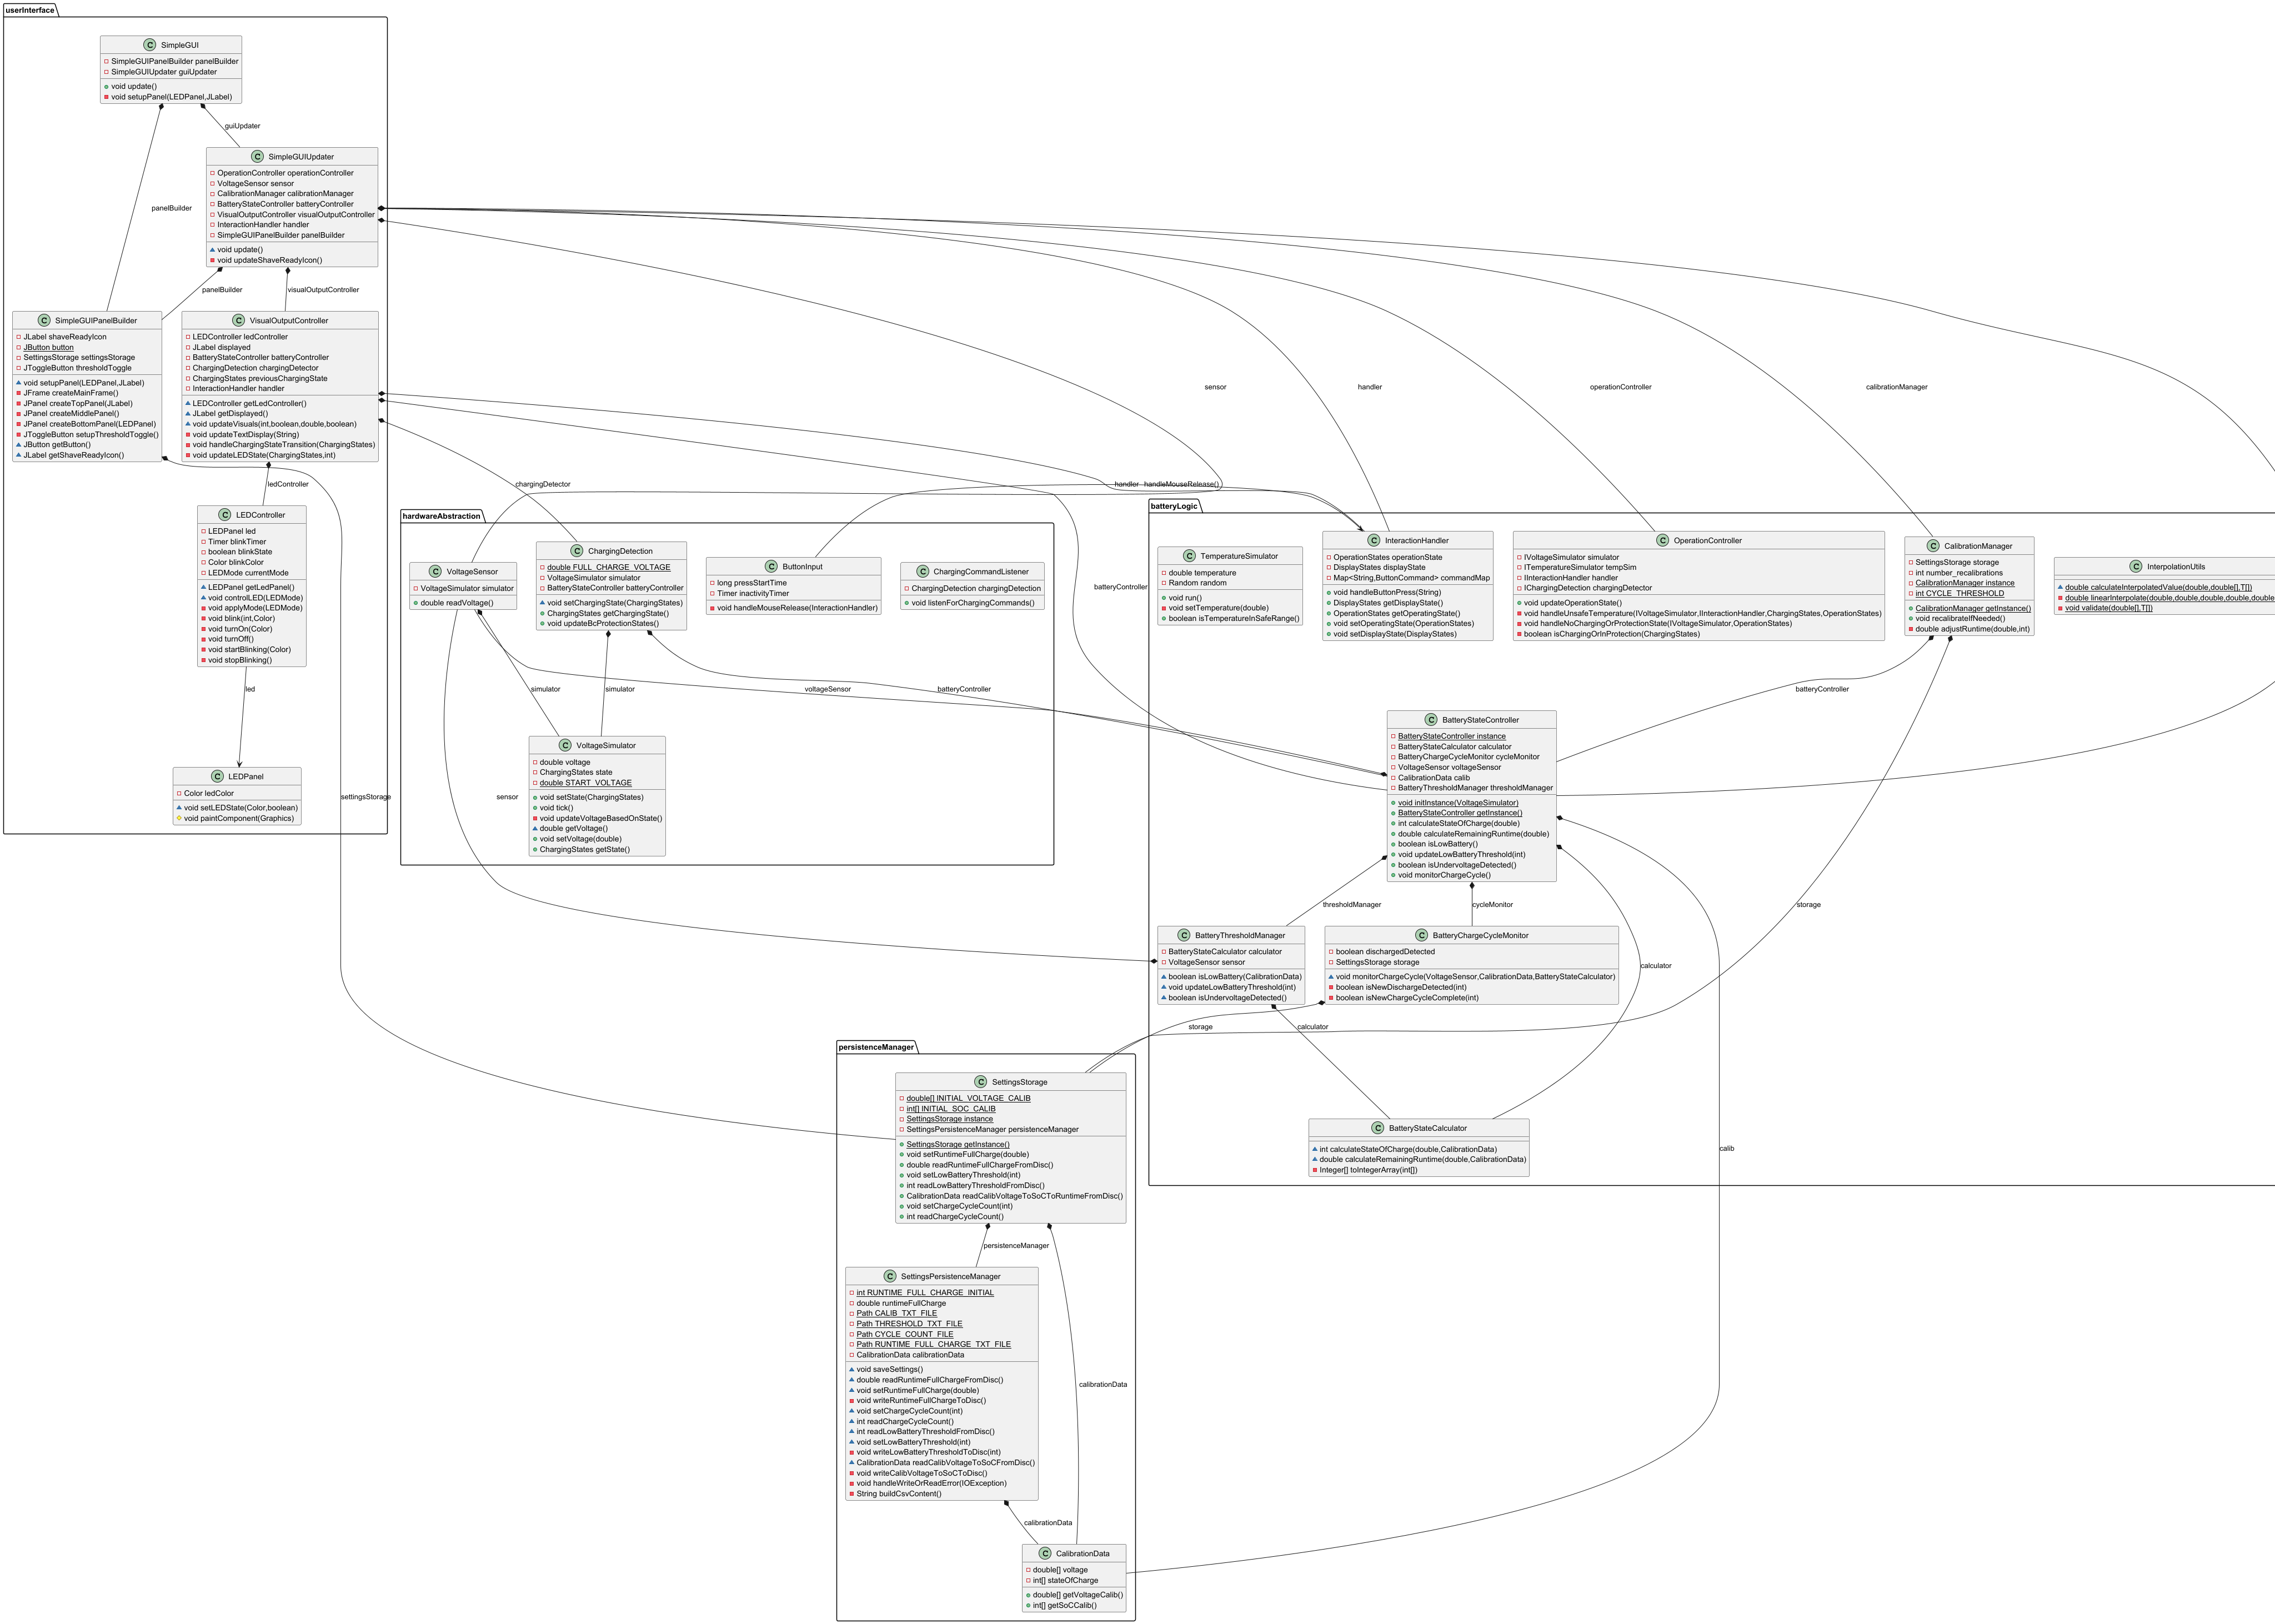 userInterface
SimpleGUI
SimpleGUIPanelBuilder panelBuilder
SimpleGUIUpdater guiUpdater
void update()
void setupPanel(LEDPanel,JLabel)
guiUpdater
panelBuilder
SimpleGUIUpdater
OperationController operationController
VoltageSensor sensor
CalibrationManager calibrationManager
BatteryStateController batteryController
VisualOutputController visualOutputController
InteractionHandler handler
SimpleGUIPanelBuilder panelBuilder
void update()
void updateShaveReadyIcon()
panelBuilder
visualOutputController
SimpleGUIPanelBuilder
JLabel shaveReadyIcon
JButton button
SettingsStorage settingsStorage
JToggleButton thresholdToggle
void setupPanel(LEDPanel,JLabel)
JFrame createMainFrame()
JPanel createTopPanel(JLabel)
JPanel createMiddlePanel()
JPanel createBottomPanel(LEDPanel)
JToggleButton setupThresholdToggle()
JButton getButton()
JLabel getShaveReadyIcon()
VisualOutputController
LEDController ledController
JLabel displayed
BatteryStateController batteryController
ChargingDetection chargingDetector
ChargingStates previousChargingState
InteractionHandler handler
LEDController getLedController()
JLabel getDisplayed()
void updateVisuals(int,boolean,double,boolean)
void updateTextDisplay(String)
void handleChargingStateTransition(ChargingStates)
void updateLEDState(ChargingStates,int)
ledController
LEDController
LEDPanel led
Timer blinkTimer
boolean blinkState
Color blinkColor
LEDMode currentMode
LEDPanel getLedPanel()
void controlLED(LEDMode)
void applyMode(LEDMode)
void blink(int,Color)
void turnOn(Color)
void turnOff()
void startBlinking(Color)
void stopBlinking()
led
LEDPanel
Color ledColor
void setLEDState(Color,boolean)
void paintComponent(Graphics)
settingsStorage
sensor
handler
operationController
calibrationManager
chargingDetector
handler
handleMouseRelease()
batteryController
hardwareAbstraction
VoltageSensor
VoltageSimulator simulator
double readVoltage()
ChargingDetection
double FULL_CHARGE_VOLTAGE
VoltageSimulator simulator
BatteryStateController batteryController
void setChargingState(ChargingStates)
ChargingStates getChargingState()
void updateBcProtectionStates()
ButtonInput
long pressStartTime
Timer inactivityTimer
void handleMouseRelease(InteractionHandler)
ChargingCommandListener
ChargingDetection chargingDetection
void listenForChargingCommands()
simulator
simulator
voltageSensor
batteryController
VoltageSimulator
double voltage
ChargingStates state
double START_VOLTAGE
void setState(ChargingStates)
void tick()
void updateVoltageBasedOnState()
double getVoltage()
void setVoltage(double)
ChargingStates getState()
sensor
batteryLogic
TemperatureSimulator
double temperature
Random random
void run()
void setTemperature(double)
boolean isTemperatureInSafeRange()
InteractionHandler
OperationStates operationState
DisplayStates displayState
Map<String,ButtonCommand> commandMap
void handleButtonPress(String)
DisplayStates getDisplayState()
OperationStates getOperatingState()
void setOperatingState(OperationStates)
void setDisplayState(DisplayStates)
OperationController
IVoltageSimulator simulator
ITemperatureSimulator tempSim
IInteractionHandler handler
IChargingDetection chargingDetector
void updateOperationState()
void handleUnsafeTemperature(IVoltageSimulator,IInteractionHandler,ChargingStates,OperationStates)
void handleNoChargingOrProtectionState(IVoltageSimulator,OperationStates)
boolean isChargingOrInProtection(ChargingStates)
CalibrationManager
SettingsStorage storage
int number_recalibrations
CalibrationManager instance
int CYCLE_THRESHOLD
CalibrationManager getInstance()
void recalibrateIfNeeded()
double adjustRuntime(double,int)
InterpolationUtils
double calculateInterpolatedValue(double,double[],T[])
double linearInterpolate(double,double,double,double,double
void validate(double[],T[])
batteryController
BatteryStateController
BatteryStateController instance
BatteryStateCalculator calculator
BatteryChargeCycleMonitor cycleMonitor
VoltageSensor voltageSensor
CalibrationData calib
BatteryThresholdManager thresholdManager
void initInstance(VoltageSimulator)
BatteryStateController getInstance()
int calculateStateOfCharge(double)
double calculateRemainingRuntime(double)
boolean isLowBattery()
void updateLowBatteryThreshold(int)
boolean isUndervoltageDetected()
void monitorChargeCycle()
thresholdManager
cycleMonitor
storage
BatteryThresholdManager
BatteryStateCalculator calculator
VoltageSensor sensor
boolean isLowBattery(CalibrationData)
void updateLowBatteryThreshold(int)
boolean isUndervoltageDetected()
BatteryChargeCycleMonitor
boolean dischargedDetected
SettingsStorage storage
void monitorChargeCycle(VoltageSensor,CalibrationData,BatteryStateCalculator)
boolean isNewDischargeDetected(int)
boolean isNewChargeCycleComplete(int)
calculator
storage
calculator
BatteryStateCalculator
int calculateStateOfCharge(double,CalibrationData)
double calculateRemainingRuntime(double,CalibrationData)
Integer[] toIntegerArray(int[])
calib
persistenceManager
SettingsStorage
double[] INITIAL_VOLTAGE_CALIB
int[] INITIAL_SOC_CALIB
SettingsStorage instance
SettingsPersistenceManager persistenceManager
SettingsStorage getInstance()
void setRuntimeFullCharge(double)
double readRuntimeFullChargeFromDisc()
void setLowBatteryThreshold(int)
int readLowBatteryThresholdFromDisc()
CalibrationData readCalibVoltageToSoCToRuntimeFromDisc()
void setChargeCycleCount(int)
int readChargeCycleCount()
persistenceManager
SettingsPersistenceManager
int RUNTIME_FULL_CHARGE_INITIAL
double runtimeFullCharge
Path CALIB_TXT_FILE
Path THRESHOLD_TXT_FILE
Path CYCLE_COUNT_FILE
Path RUNTIME_FULL_CHARGE_TXT_FILE
CalibrationData calibrationData
void saveSettings()
double readRuntimeFullChargeFromDisc()
void setRuntimeFullCharge(double)
void writeRuntimeFullChargeToDisc()
void setChargeCycleCount(int)
int readChargeCycleCount()
int readLowBatteryThresholdFromDisc()
void setLowBatteryThreshold(int)
void writeLowBatteryThresholdToDisc(int)
CalibrationData readCalibVoltageToSoCFromDisc()
void writeCalibVoltageToSoCToDisc()
void handleWriteOrReadError(IOException)
String buildCsvContent()
calibrationData
calibrationData
CalibrationData
double[] voltage
int[] stateOfCharge
double[] getVoltageCalib()
int[] getSoCCalib()